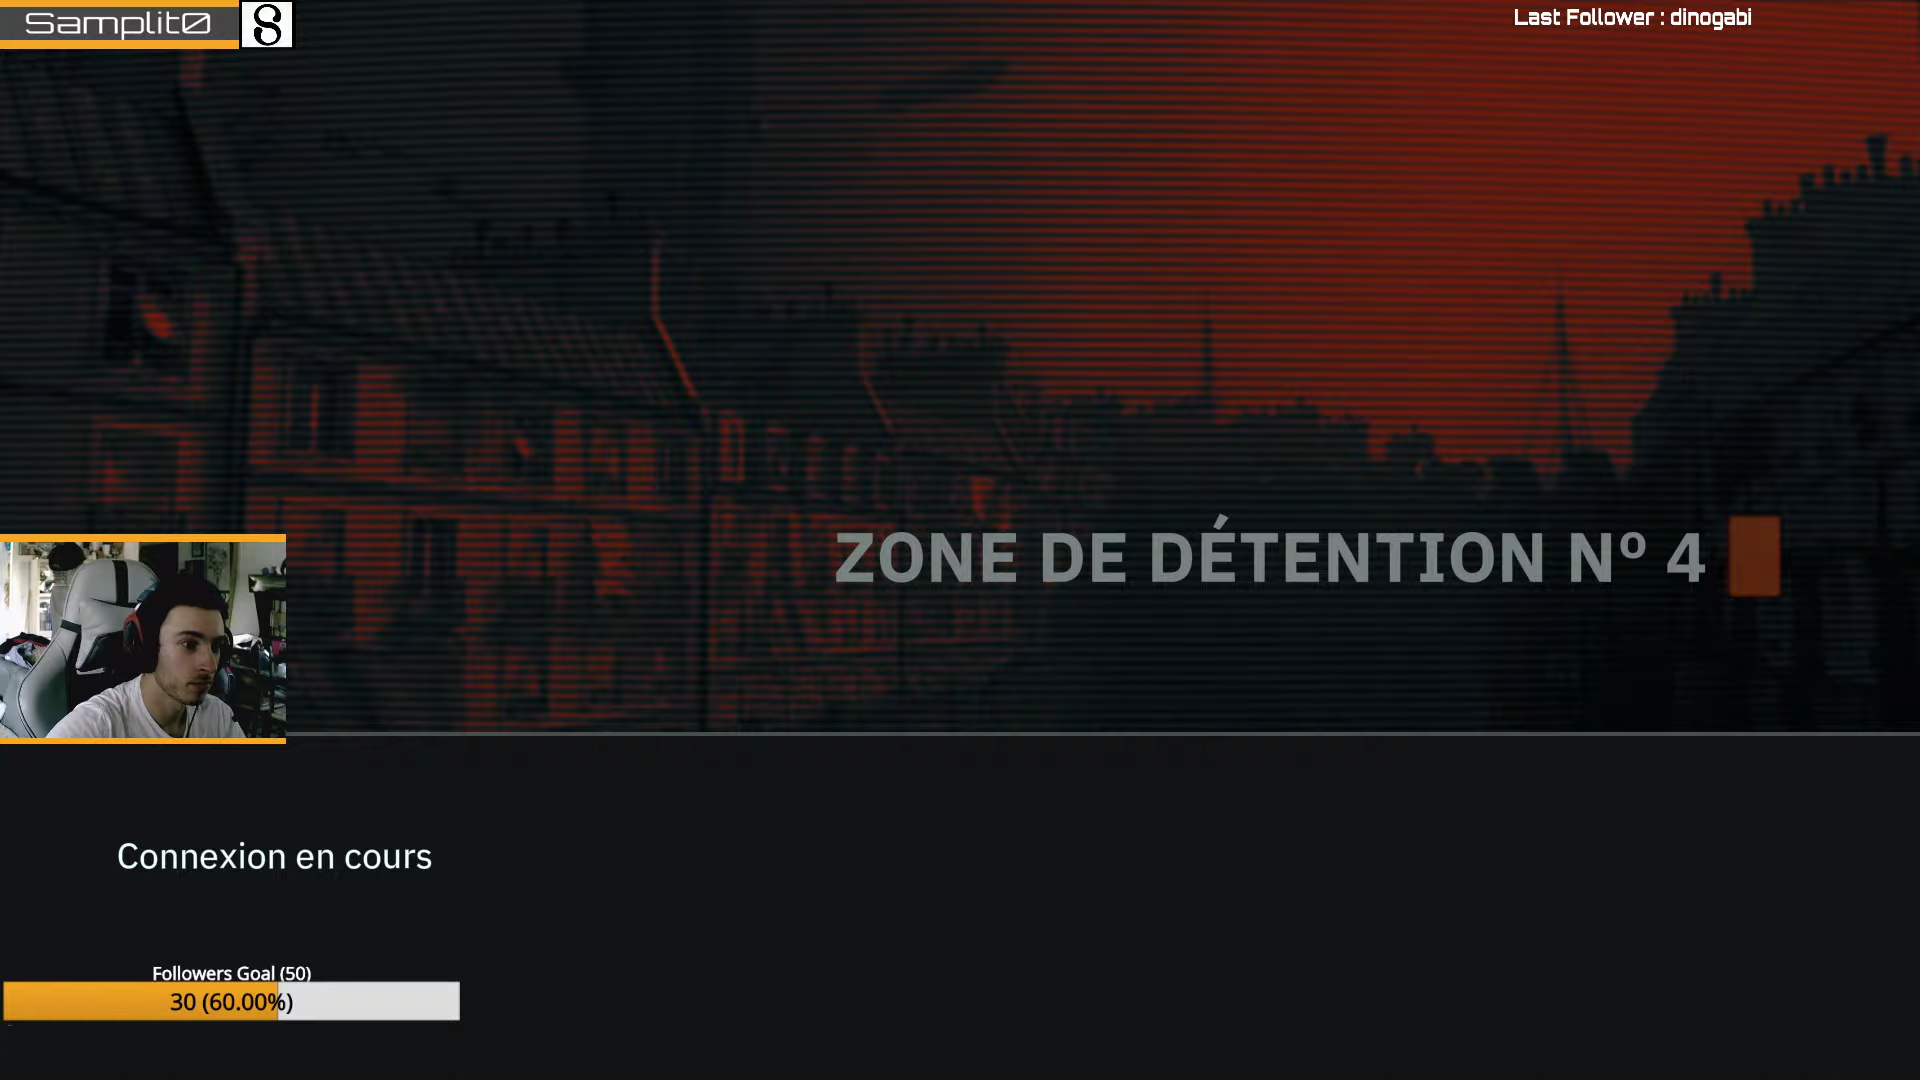 Samplit0
8
Last Follower : dinogabi
ZONE DE DÉTENTION Nº 4
Connexion en cours
Followers Goal (50)
30 (60.00%)